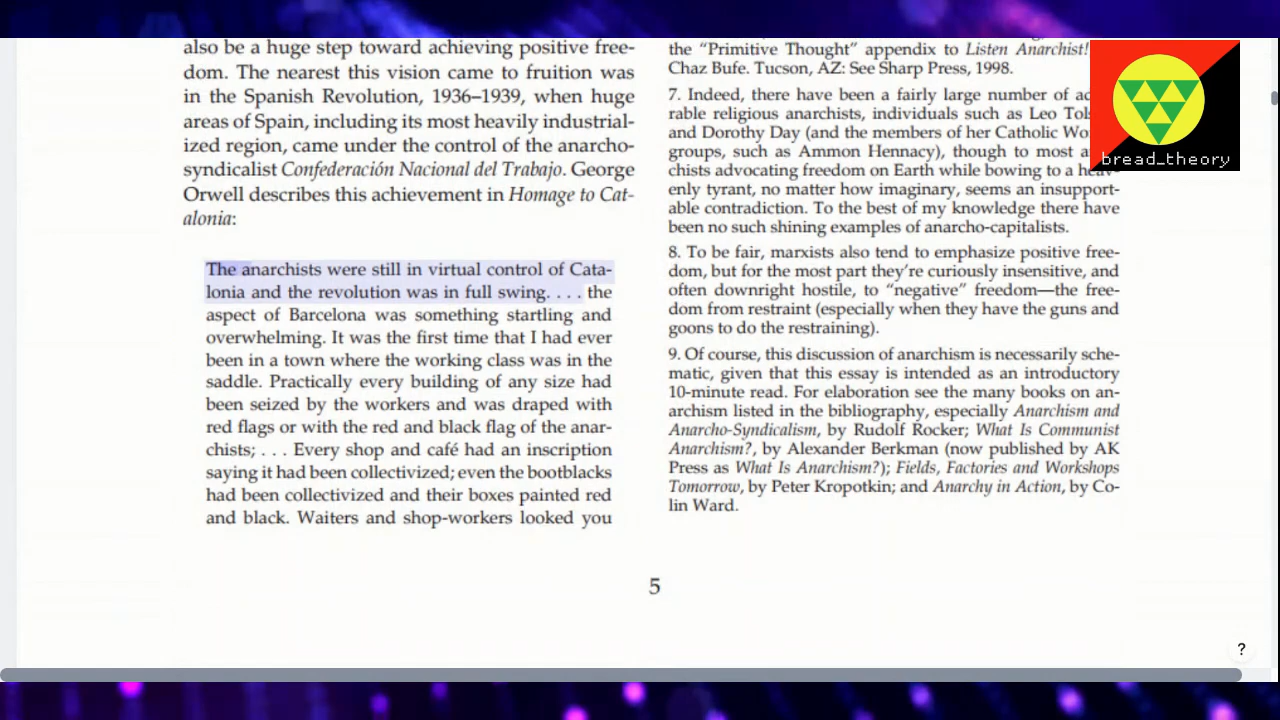 also be a huge step toward achieving positive free-
dom. The nearest this vision came to fruition was
in the Spanish Revolution, 1936–1939, when huge
areas of Spain, including its most heavily industrial-
ized region, came under the control of the anarcho-
syndicalist Confederación Nacional del Trabajo. George
Orwell describes this achievement in Homage to Cat-
alonia:
The anarchists were still in virtual control of Cata-
lonia and the revolution was in full swing. . . . the
aspect of Barcelona was something startling and
overwhelming. It was the first time that I had ever
been in a town where the working class was in the
saddle. Practically every building of any size had
been seized by the workers and was draped with
red flags or with the red and black flag of the anar-
chists; . . . Every shop and café had an inscription
saying it had been collectivized; even the bootblacks
had been collectivized and their boxes painted red
and black. Waiters and shop-workers looked you
the “Primitive Thought” appendix to Listen Anarchist!
Chaz Bufe. Tucson, AZ: See Sharp Press, 1998.
7. Indeed, there have been a fairly large number of
rable religious anarchists, individuals such as Leo
and Dorothy Day (and the members of her Catholic
groups, such as Ammon Hennacy), though to most
chists advocating freedom on Earth while bowing to a heav-
enly tyrant, no matter how imaginary, seems an insupport-
able contradiction. To the best of my knowledge there have
been no such shining examples of anarcho-capitalists.
8. To be fair, marxists also tend to emphasize positive free-
dom, but for the most part they’re curiously insensitive, and
often downright hostile, to “negative” freedom—the free-
dom from restraint (especially when they have the guns and
goons to do the restraining).
9. Of course, this discussion of anarchism is necessarily sche-
matic, given that this essay is intended as an introductory
10-minute read. For elaboration see the many books on an-
archism listed in the bibliography, especially Anarchism and
Anarcho-Syndicalism, by Rudolf Rocker; What Is Communist
Anarchism?, by Alexander Berkman (now published by AK
Press as What Is Anarchism?); Fields, Factories and Workshops
Tomorrow, by Peter Kropotkin; and Anarchy in Action, by Co-
lin Ward.
5
bread_theory
?